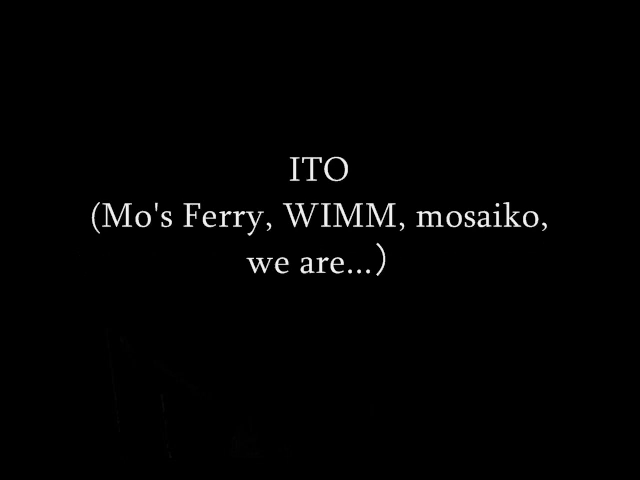 ITO
(Mo's Ferry, WIMM, mosaiko,
we are...）